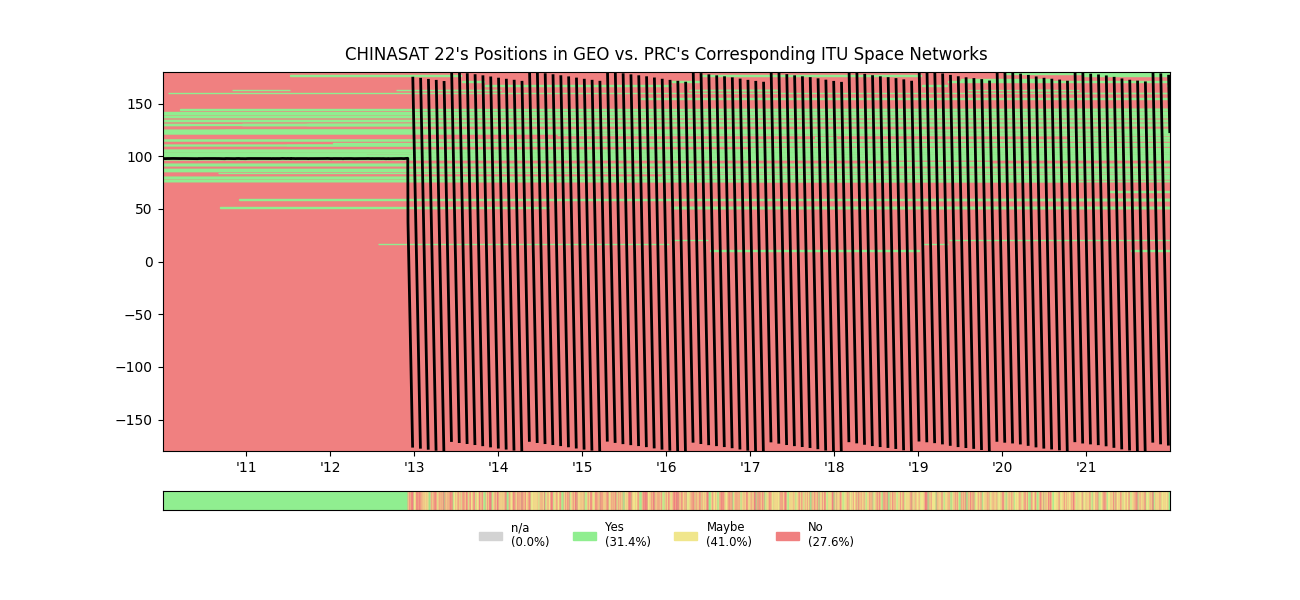 CHINASAT 22's Positions in GEO vs. PRC's Corresponding ITU Space Networks
150
100
50
0
−50
−100
−150
'11 '12 '13 '14 '15 '16 '17 '18 '19 '20 '21
n/a Yes Maybe No
(0.0%) (31.4%) (41.0%) (27.6%)